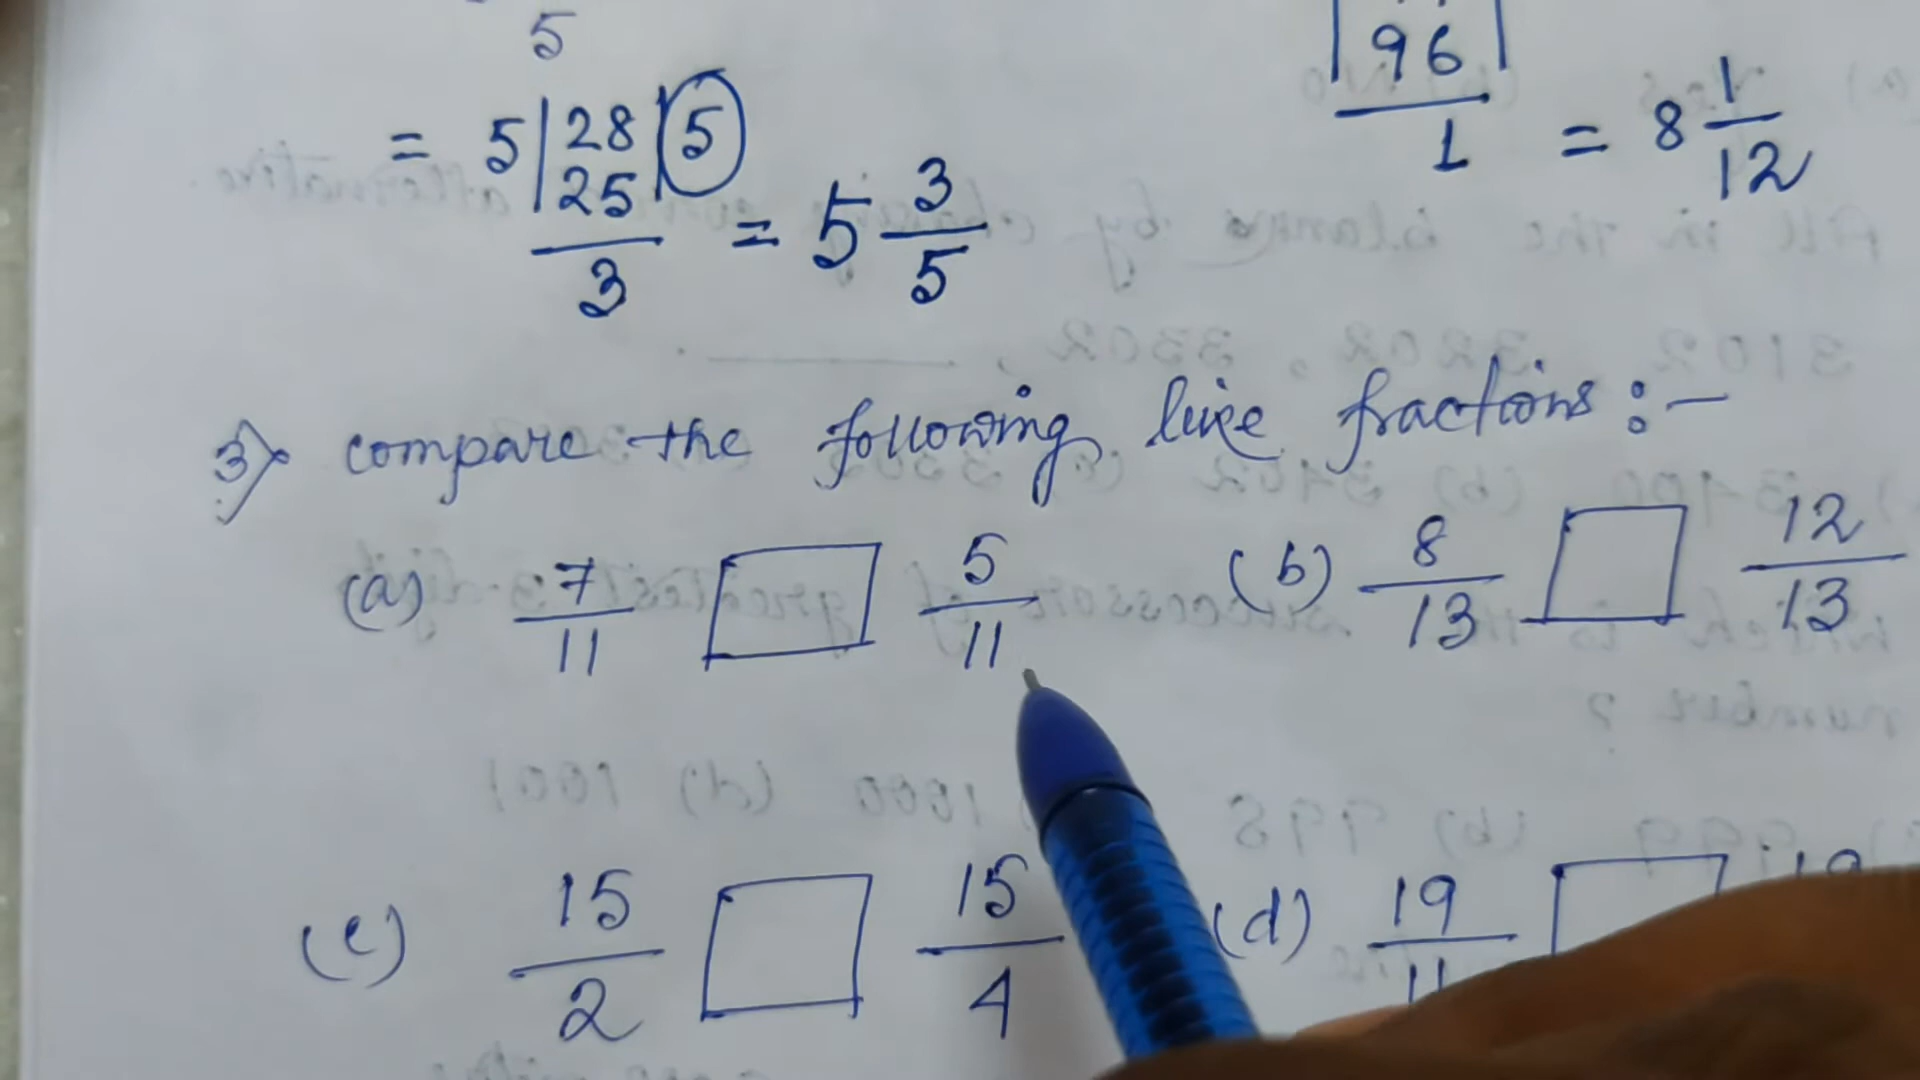 5
96
= 5 | 28 | 5
25
3
= 5 3/5
1 = 8 1/12
3) compare the following like fractions :-
(a) 7/11 □ 5/11 (b) 8/13 □ 12/13
(c) 15/2 □ 15/4 (d) 19/11 □